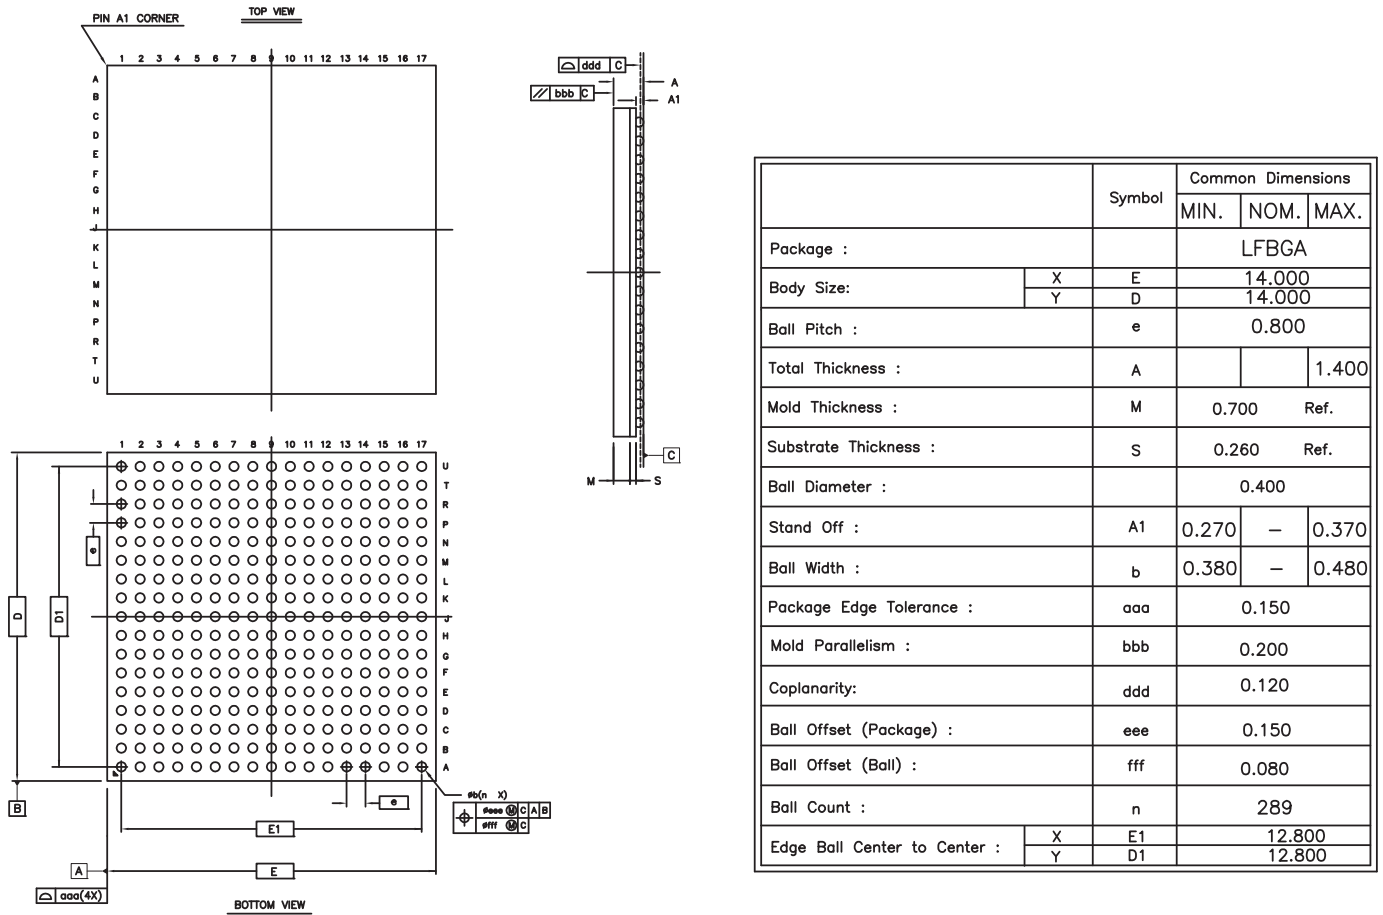 PIN A1 CORNER
TOP VIEW
1 2 3 4 5 6 7 8 9 10 11 12 13 14 15 16 17
A
B
C
D
E
F
G
H
J
K
L
M
N
P
R
T
U
ddd C
// bbb C
A
A1
C
M
S
1 2 3 4 5 6 7 8 9 10 11 12 13 14 15 16 17
U
T
R
P
N
M
L
K
J
H
G
F
E
D
C
B
A
e
D
D1
B
e
øb(n X)
øeee Ⓜ C A B
øfff Ⓜ C
E1
A
E
aaa(4X)
BOTTOM VIEW
Symbol Common Dimensions
MIN. NOM. MAX.
Package : LFBGA
Body Size: X E 14.000
Y D 14.000
Ball Pitch : e 0.800
Total Thickness : A 1.400
Mold Thickness : M 0.700 Ref.
Substrate Thickness : S 0.260 Ref.
Ball Diameter : 0.400
Stand Off : A1 0.270 – 0.370
Ball Width : b 0.380 – 0.480
Package Edge Tolerance : aaa 0.150
Mold Parallelism : bbb 0.200
Coplanarity: ddd 0.120
Ball Offset (Package) : eee 0.150
Ball Offset (Ball) : fff 0.080
Ball Count : n 289
Edge Ball Center to Center : X E1 12.800
Y D1 12.800